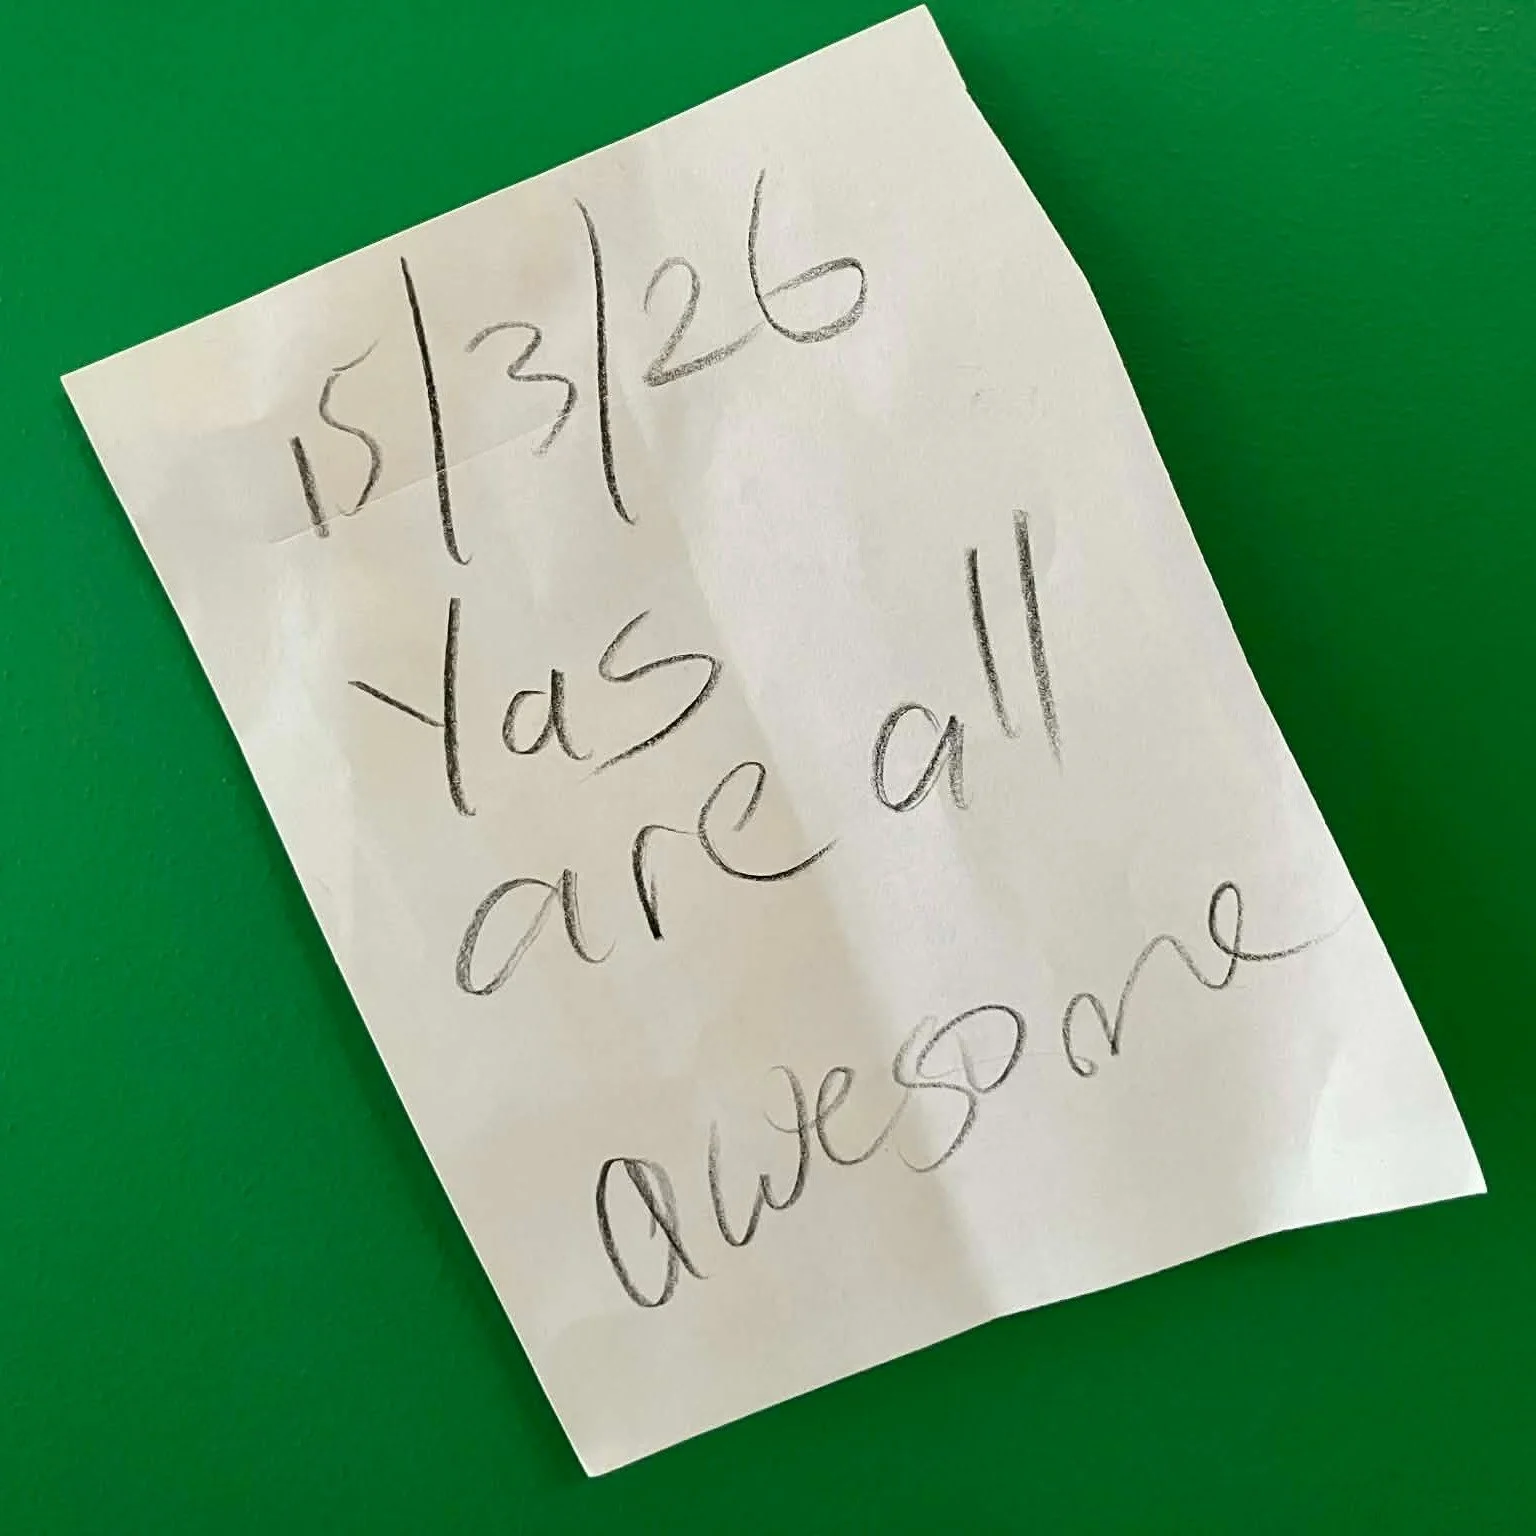 15/3/26
Yas
are all
awesome